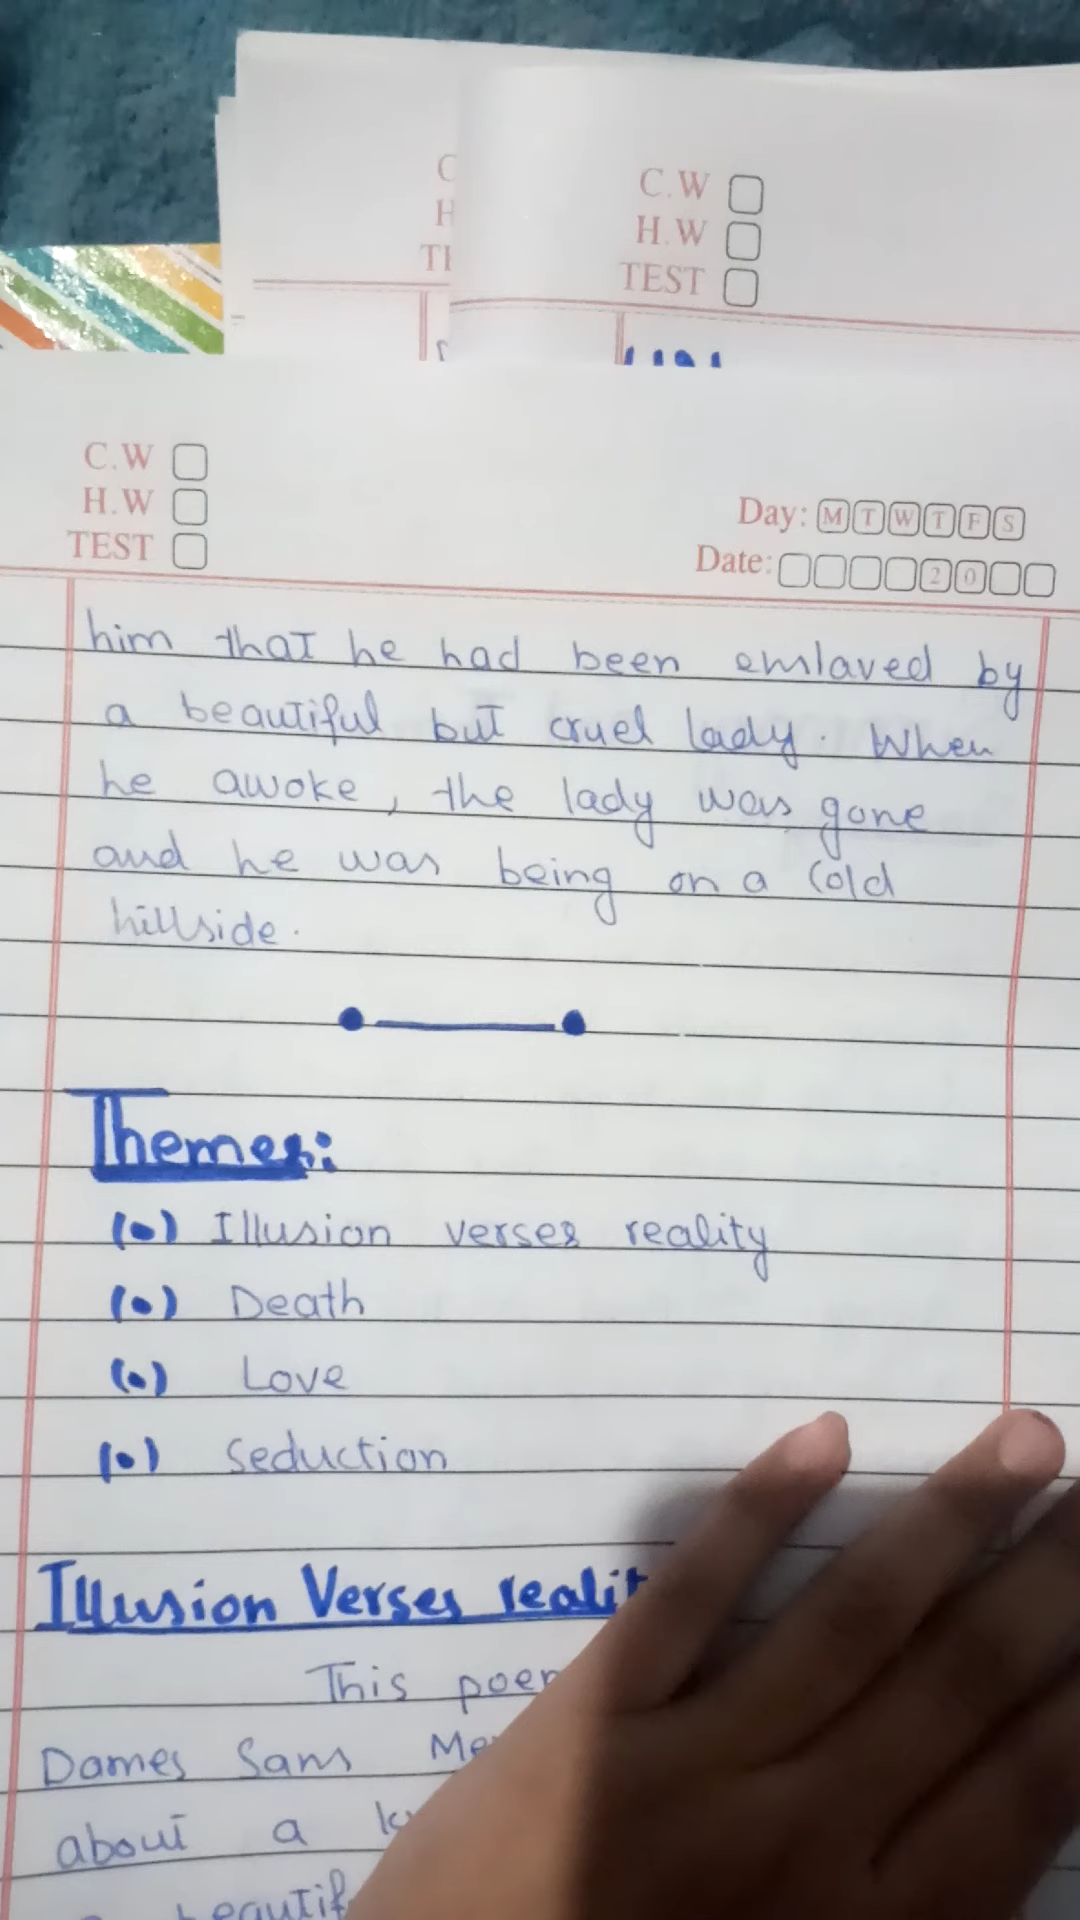 C
H
TE
C.W
H.W
TEST
C.W
H.W
TEST
Day: M T W T F S
Date: 2 0
him that he had been enslaved by
a beautiful but cruel lady. When
he awoke, the lady was gone
and he was being on a cold
hillside.
Themes:
(•) Illusion verses reality
(•) Death
(•) Love
(•) Seduction
Illusion Verses realit
This poem
Dames Sans Me
about a k
beautif